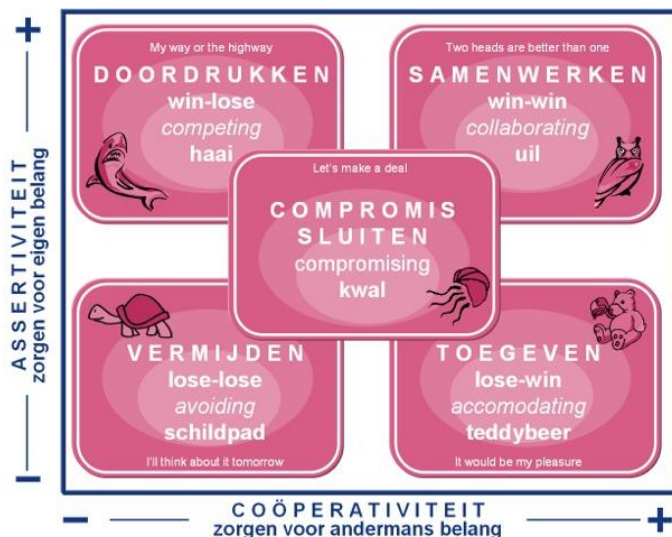 +
My way or the highway
DOORDRUKKEN
win-lose
competing
haai
Two heads are better than one
SAMENWERKEN
win-win
collaborating
uil
Let's make a deal
COMPROMIS
SLUITEN
compromising
kwal
VERMIJDEN
lose-lose
avoiding
schildpad
I'll think about it tomorrow
TOEGEVEN
lose-win
accomodating
teddybeer
It would be my pleasure
ASSERTIVITEIT
zorgen voor eigen belang
–
– COÖPERATIVITEIT +
zorgen voor andermans belang